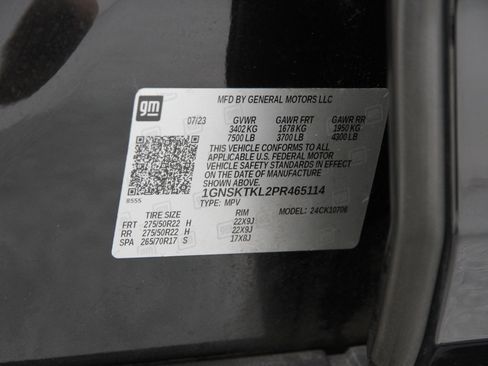 gm
MFD BY GENERAL MOTORS LLC
07/23 GVWR GAWR FRT GAWR RR
3402 KG 1678 KG 1950 KG
7500 LB 3700 LB 4300 LB
THIS VEHICLE CONFORMS TO ALL
APPLICABLE U.S. FEDERAL MOTOR
VEHICLE SAFETY STANDARDS IN EFFECT
ON THE DATE OF MANUFACTURE
SHOWN ABOVE.
1GNSKTKL2PR465114
8555
TYPE: MPV MODEL: 24CK10706
TIRE SIZE RIM
FRT 275/50R22 H 22X9J
RR 275/50R22 H 22X9J
SPA 265/70R17 S 17X8J